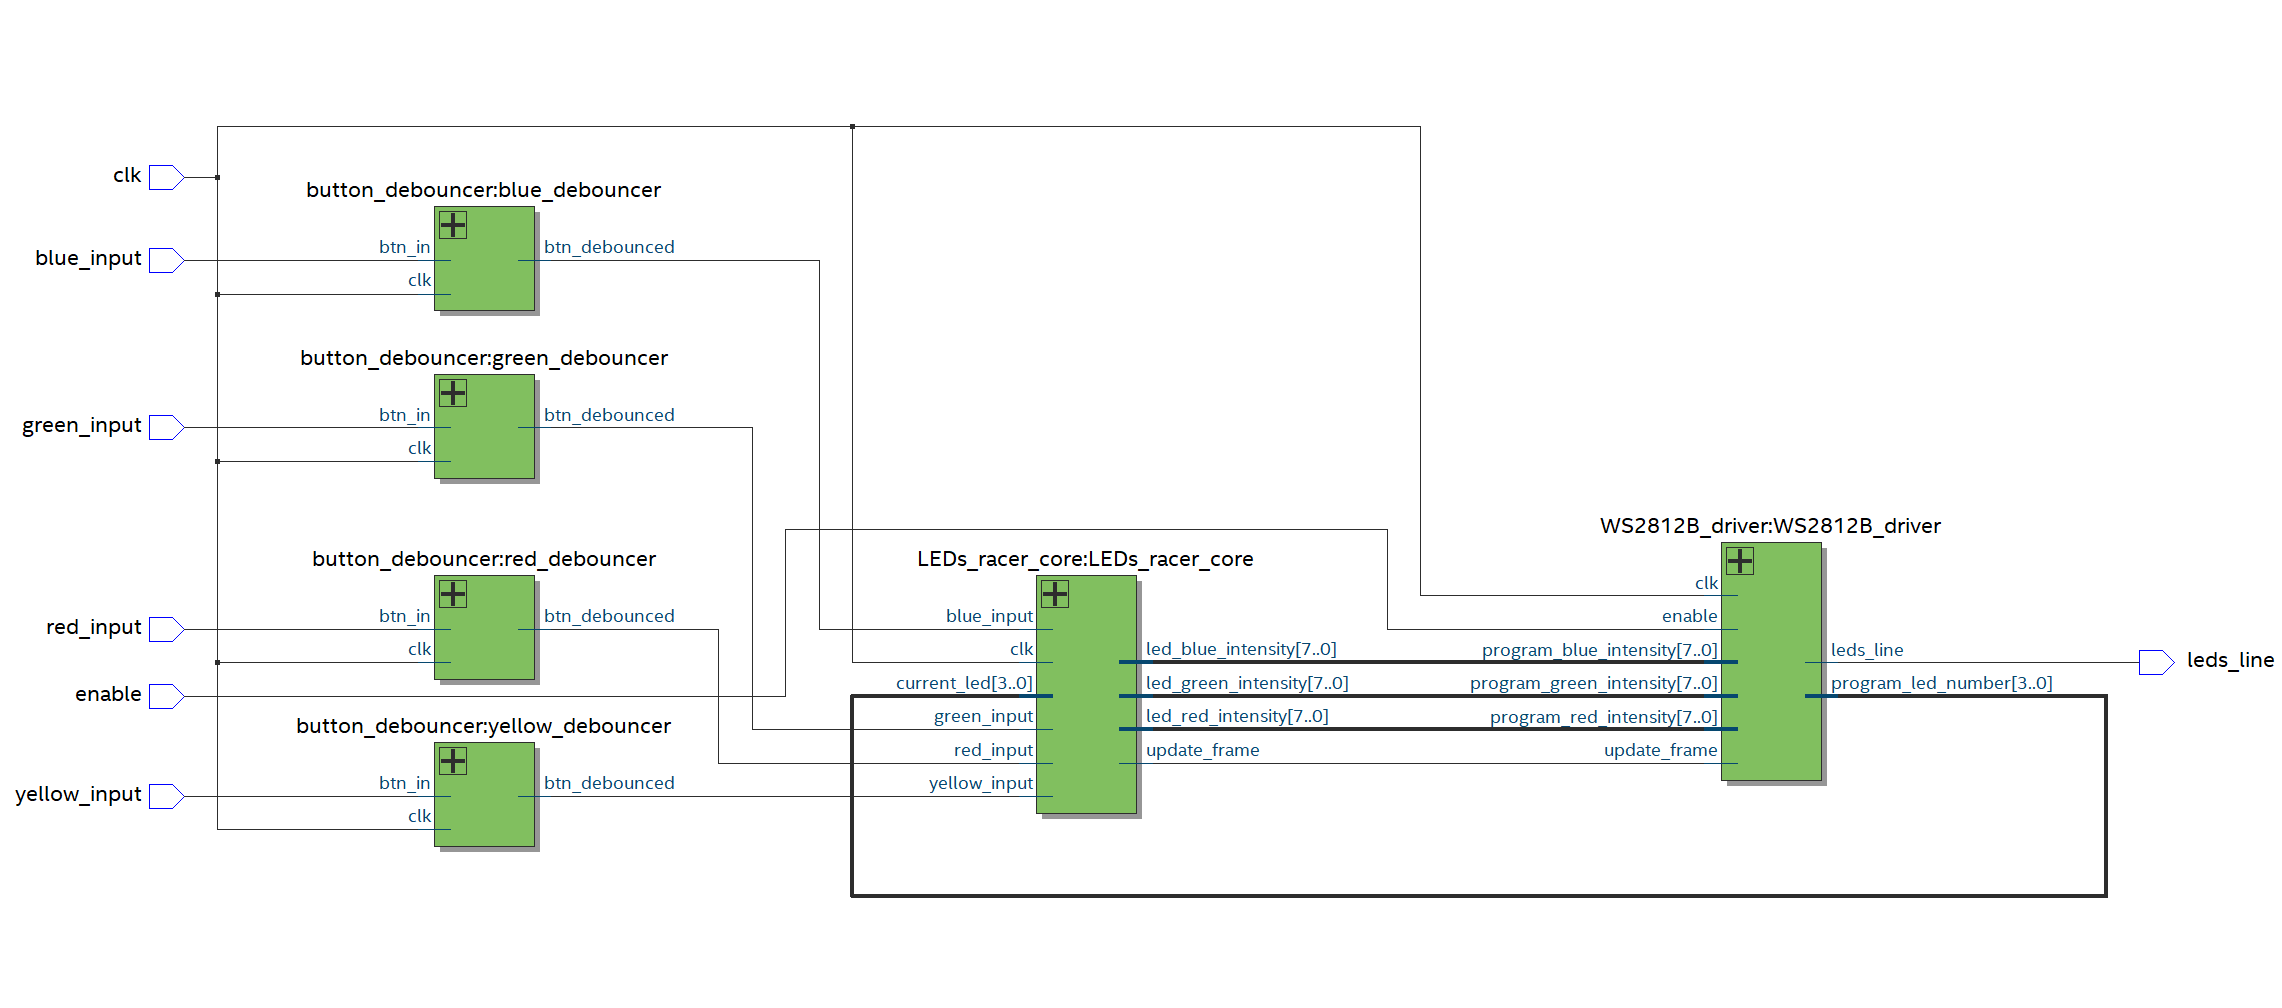 clk
button_debouncer:blue_debouncer
blue_input
btn_in
btn_debounced
clk
button_debouncer:green_debouncer
green_input
btn_in
btn_debounced
clk
button_debouncer:red_debouncer
red_input
btn_in
btn_debounced
clk
enable
button_debouncer:yellow_debouncer
yellow_input
btn_in
btn_debounced
clk
LEDs_racer_core:LEDs_racer_core
blue_input
clk
current_led[3..0]
green_input
red_input
yellow_input
led_blue_intensity[7..0]
led_green_intensity[7..0]
led_red_intensity[7..0]
update_frame
WS2812B_driver:WS2812B_driver
clk
enable
program_blue_intensity[7..0]
program_green_intensity[7..0]
program_red_intensity[7..0]
update_frame
leds_line
program_led_number[3..0]
leds_line